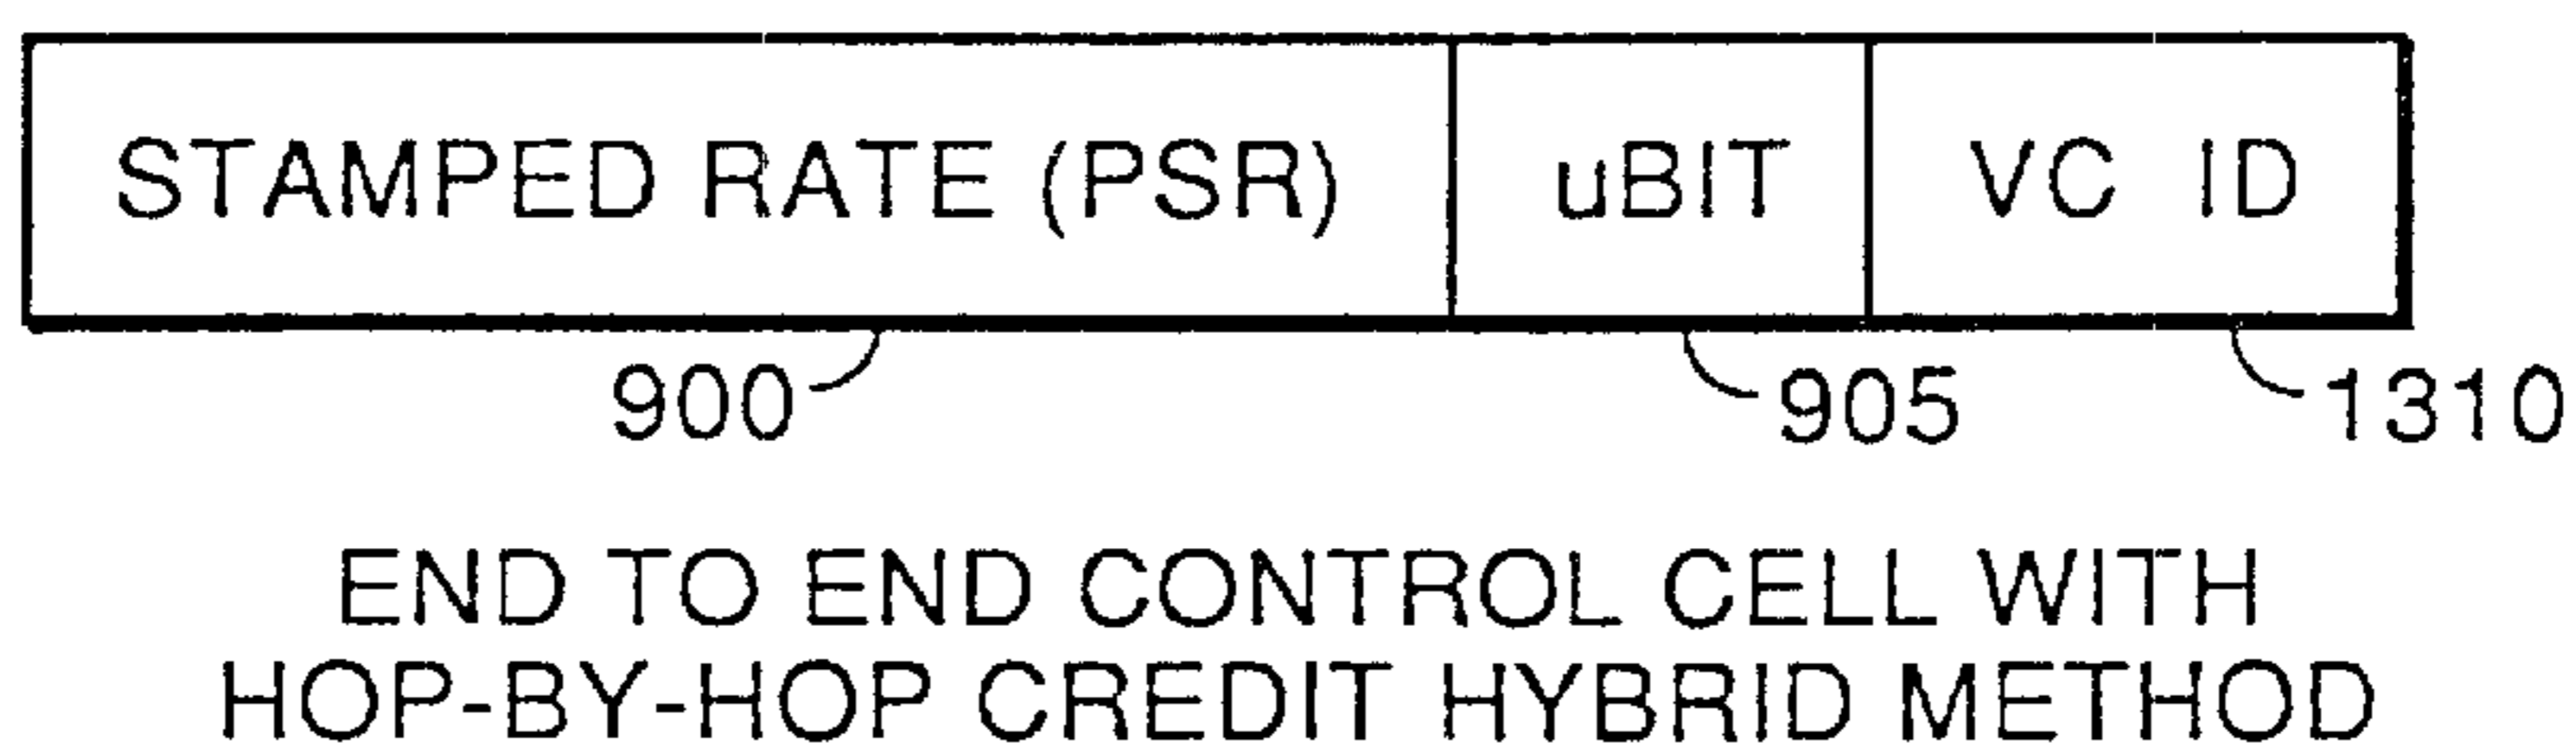 STAMPED RATE (PSR) uBIT VC ID
900 905 1310
END TO END CONTROL CELL WITH
HOP-BY-HOP CREDIT HYBRID METHOD